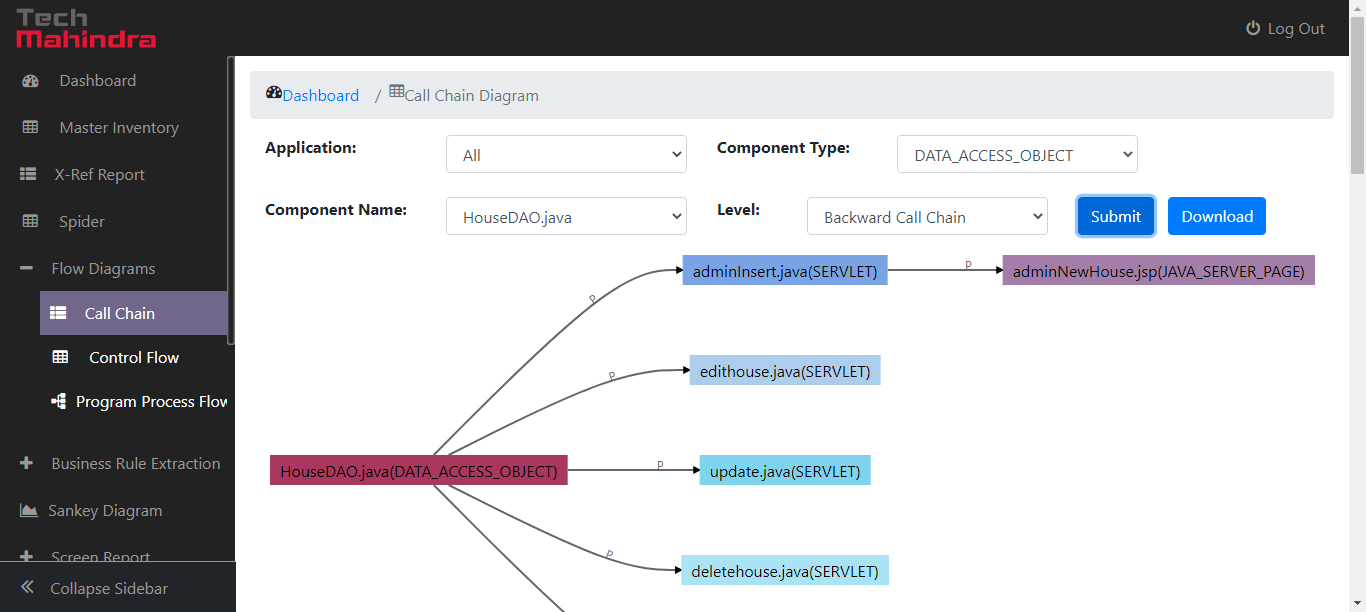 Tech
Mahindra
Log Out
Dashboard
Master Inventory
X-Ref Report
Spider
Flow Diagrams
Call Chain
Control Flow
Program Process Flow
Business Rule Extraction
Sankey Diagram
Screen Report
Collapse Sidebar
Dashboard / Call Chain Diagram
Application: All Component Type: DATA_ACCESS_OBJECT
Component Name: HouseDAO.java Level: Backward Call Chain Submit Download
adminInsert.java(SERVLET) P adminNewHouse.jsp(JAVA_SERVER_PAGE)
P
P edithouse.java(SERVLET)
HouseDAO.java(DATA_ACCESS_OBJECT) P update.java(SERVLET)
P deletehouse.java(SERVLET)